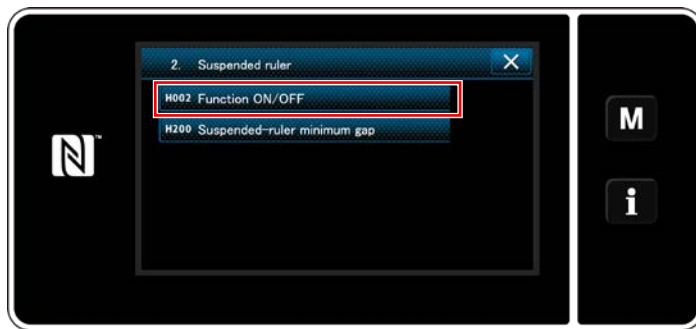 2. Suspended ruler
H002 Function ON/OFF
H200 Suspended-ruler minimum gap
M
i